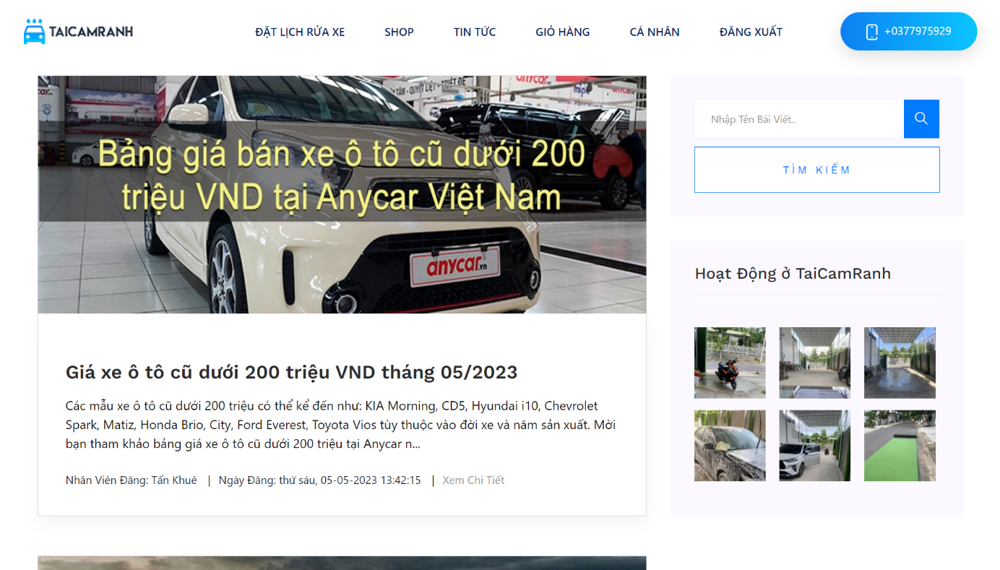 TAICAMRANH
ĐẶT LỊCH RỬA XE
SHOP
TIN TỨC
GIỎ HÀNG
CÁ NHÂN
ĐĂNG XUẤT
+0377975929
anycar.
TÂM - QUYẾT LIỆT - TRIỆT ĐỂ
Bảng giá bán xe ô tô cũ dưới 200
triệu VND tại Anycar Việt Nam
anycar.vn
Giá xe ô tô cũ dưới 200 triệu VND tháng 05/2023
Các mẫu xe ô tô cũ dưới 200 triệu có thể kể đến như: KIA Morning, CD5, Hyundai i10, Chevrolet
Spark, Matiz, Honda Brio, City, Ford Everest, Toyota Vios tùy thuộc vào đời xe và năm sản xuất. Mời
bạn tham khảo bảng giá xe ô tô cũ dưới 200 triệu tại Anycar n...
Nhân Viên Đăng: Tấn Khuê | Ngày Đăng: thứ sáu, 05-05-2023 13:42:15 | Xem Chi Tiết
Nhập Tên Bài Viết..
TÌM KIẾM
Hoạt Động ở TaiCamRanh